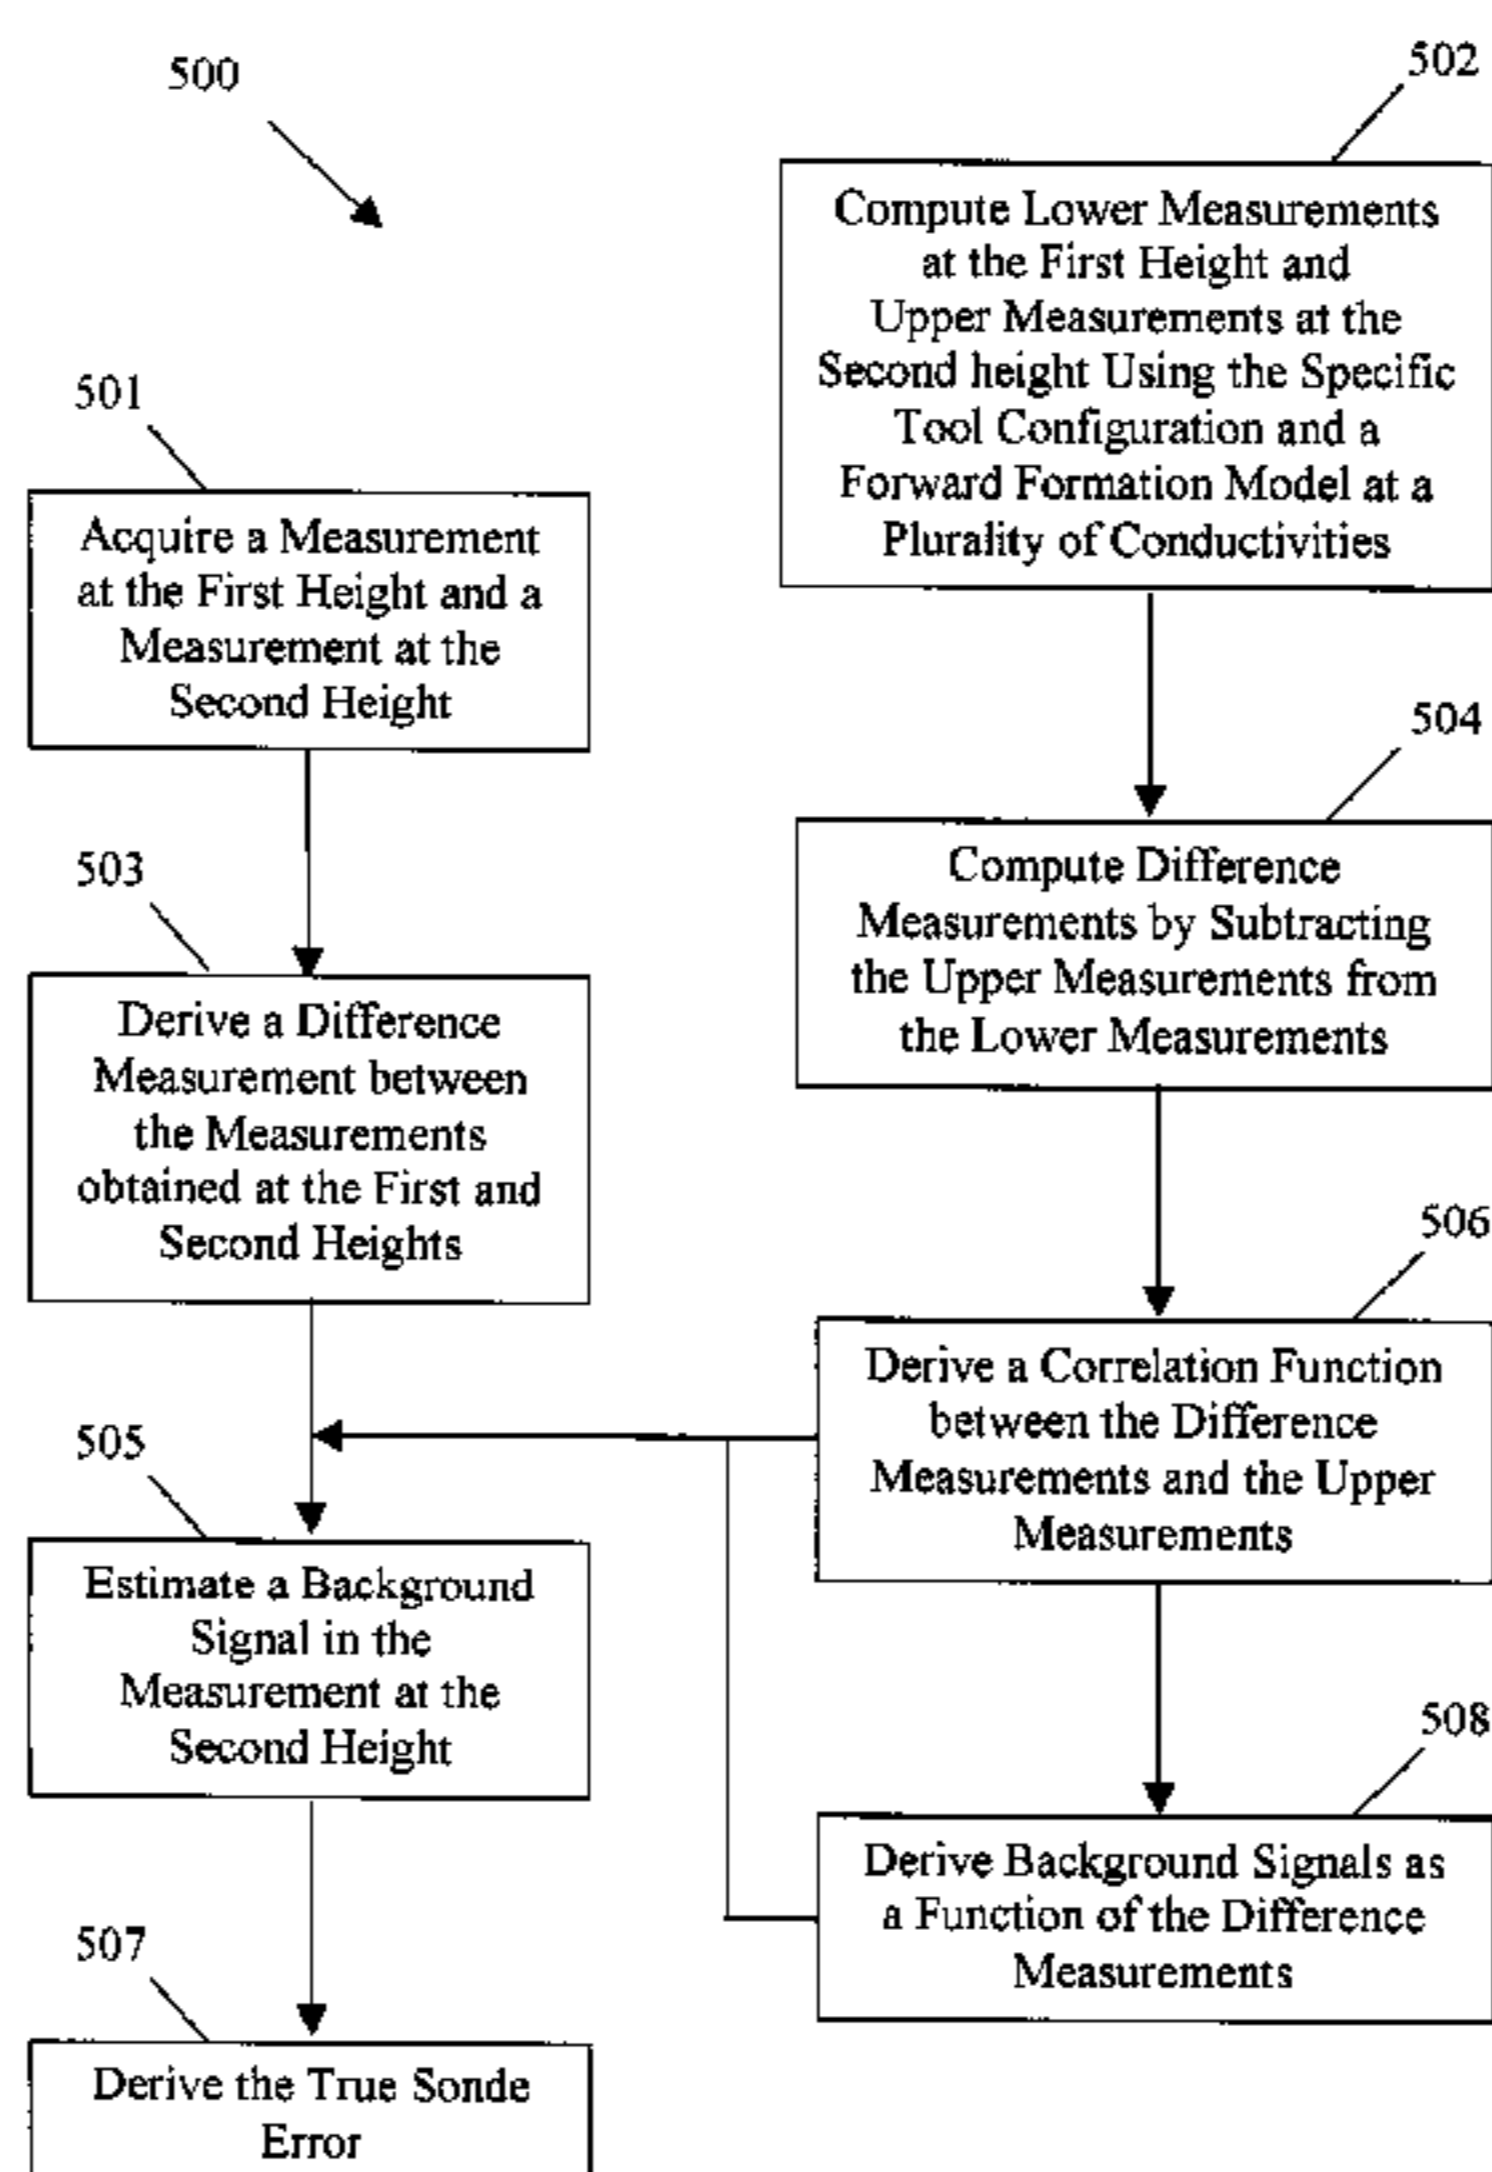 500
502
Compute Lower Measurements
at the First Height and
Upper Measurements at the
Second height Using the Specific
Tool Configuration and a
Forward Formation Model at a
Plurality of Conductivities
501
Acquire a Measurement
at the First Height and a
Measurement at the
Second Height
504
Compute Difference
Measurements by Subtracting
the Upper Measurements from
the Lower Measurements
503
Derive a Difference
Measurement between
the Measurements
obtained at the First and
Second Heights
506
Derive a Correlation Function
between the Difference
Measurements and the Upper
Measurements
505
Estimate a Background
Signal in the
Measurement at the
Second Height
508
Derive Background Signals as
a Function of the Difference
Measurements
507
Derive the True Sonde
Error